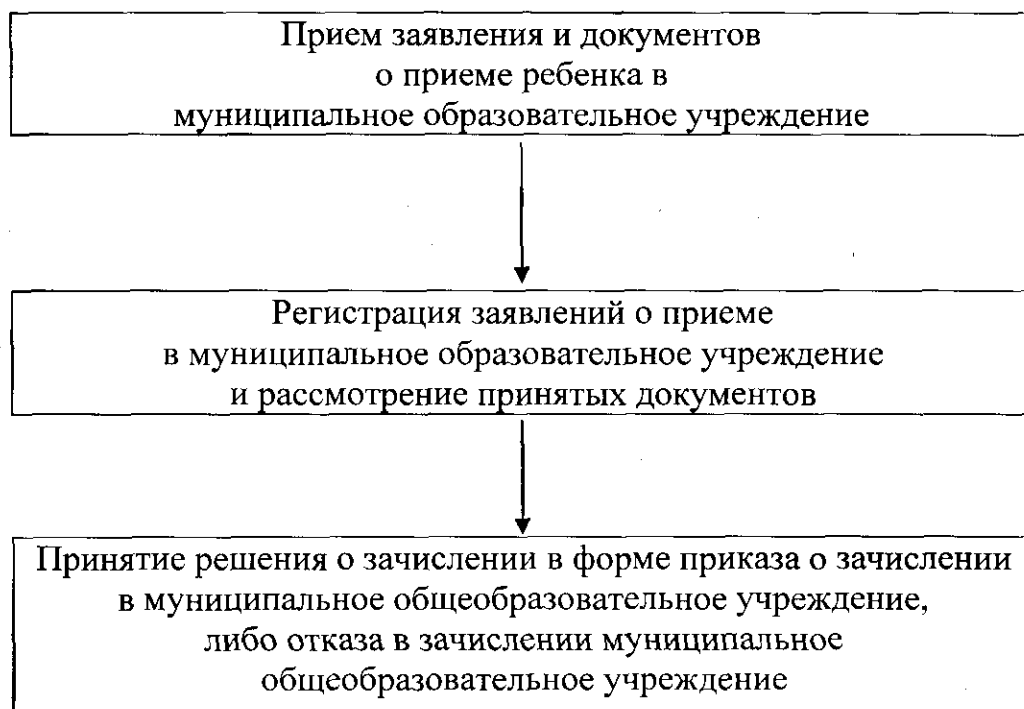 Прием заявления и документов
о приеме ребенка в
муниципальное образовательное учреждение
Регистрация заявлений о приеме
в муниципальное образовательное учреждение
и рассмотрение принятых документов
Принятие решения о зачислении в форме приказа о зачислении
в муниципальное общеобразовательное учреждение,
либо отказа в зачислении муниципальное
общеобразовательное учреждение